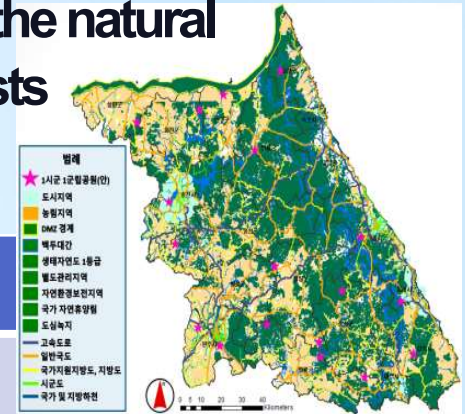 the natural
sts
범례
1시군 1군립공원(안)
도시지역
농림지역
DMZ 경계
백두대간
생태자연도 1등급
별도관리지역
자연환경보전지역
국가 자연휴양림
도심녹지
고속도로
일반국도
국가지원지방도, 지방도
시군도
국가 및 지방하천
0 5 10 20 30 40
Kilometers